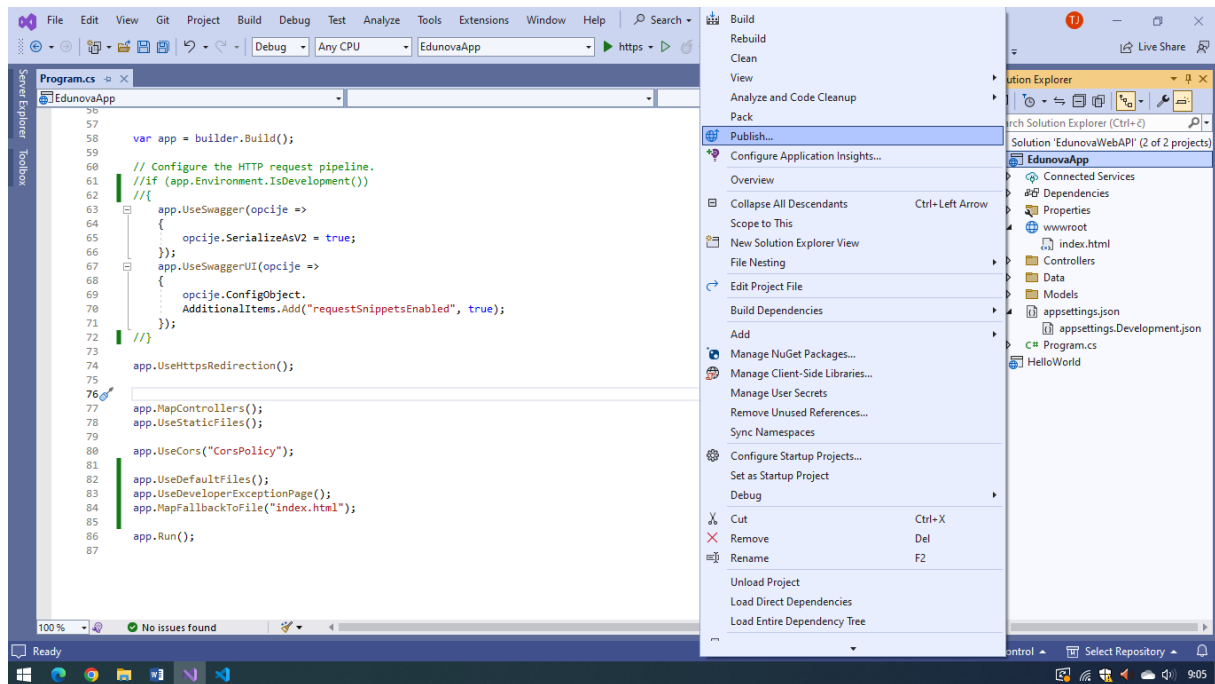 File Edit View Git Project Build Debug Test Analyze Tools Extensions Window Help Search TJ
Debug Any CPU EdunovaApp https Live Share
Server Explorer
Toolbox
Program.cs
EdunovaApp
56
57
58 var app = builder.Build();
59
60 // Configure the HTTP request pipeline.
61 //if (app.Environment.IsDevelopment())
62 //{
63 app.UseSwagger(opcije =>
64 {
65 opcije.SerializeAsV2 = true;
66 });
67 app.UseSwaggerUI(opcije =>
68 {
69 opcije.ConfigObject.
70 AdditionalItems.Add("requestSnippetsEnabled", true);
71 });
72 //}
73
74 app.UseHttpsRedirection();
75
76
77 app.MapControllers();
78 app.UseStaticFiles();
79
80 app.UseCors("CorsPolicy");
81
82 app.UseDefaultFiles();
83 app.UseDeveloperExceptionPage();
84 app.MapFallbackToFile("index.html");
85
86 app.Run();
87
100 % No issues found
Build
Rebuild
Clean
View
Analyze and Code Cleanup
Pack
Publish...
Configure Application Insights...
Overview
Collapse All Descendants Ctrl+Left Arrow
Scope to This
New Solution Explorer View
File Nesting
Edit Project File
Build Dependencies
Add
Manage NuGet Packages...
Manage Client-Side Libraries...
Manage User Secrets
Remove Unused References...
Sync Namespaces
Configure Startup Projects...
Set as Startup Project
Debug
Cut Ctrl+X
Remove Del
Rename F2
Unload Project
Load Direct Dependencies
Load Entire Dependency Tree
ution Explorer
rch Solution Explorer (Ctrl+č)
Solution 'EdunovaWebAPI' (2 of 2 projects)
EdunovaApp
Connected Services
Dependencies
Properties
wwwroot
index.html
Controllers
Data
Models
appsettings.json
appsettings.Development.json
C# Program.cs
HelloWorld
Ready ontrol Select Repository
9:05